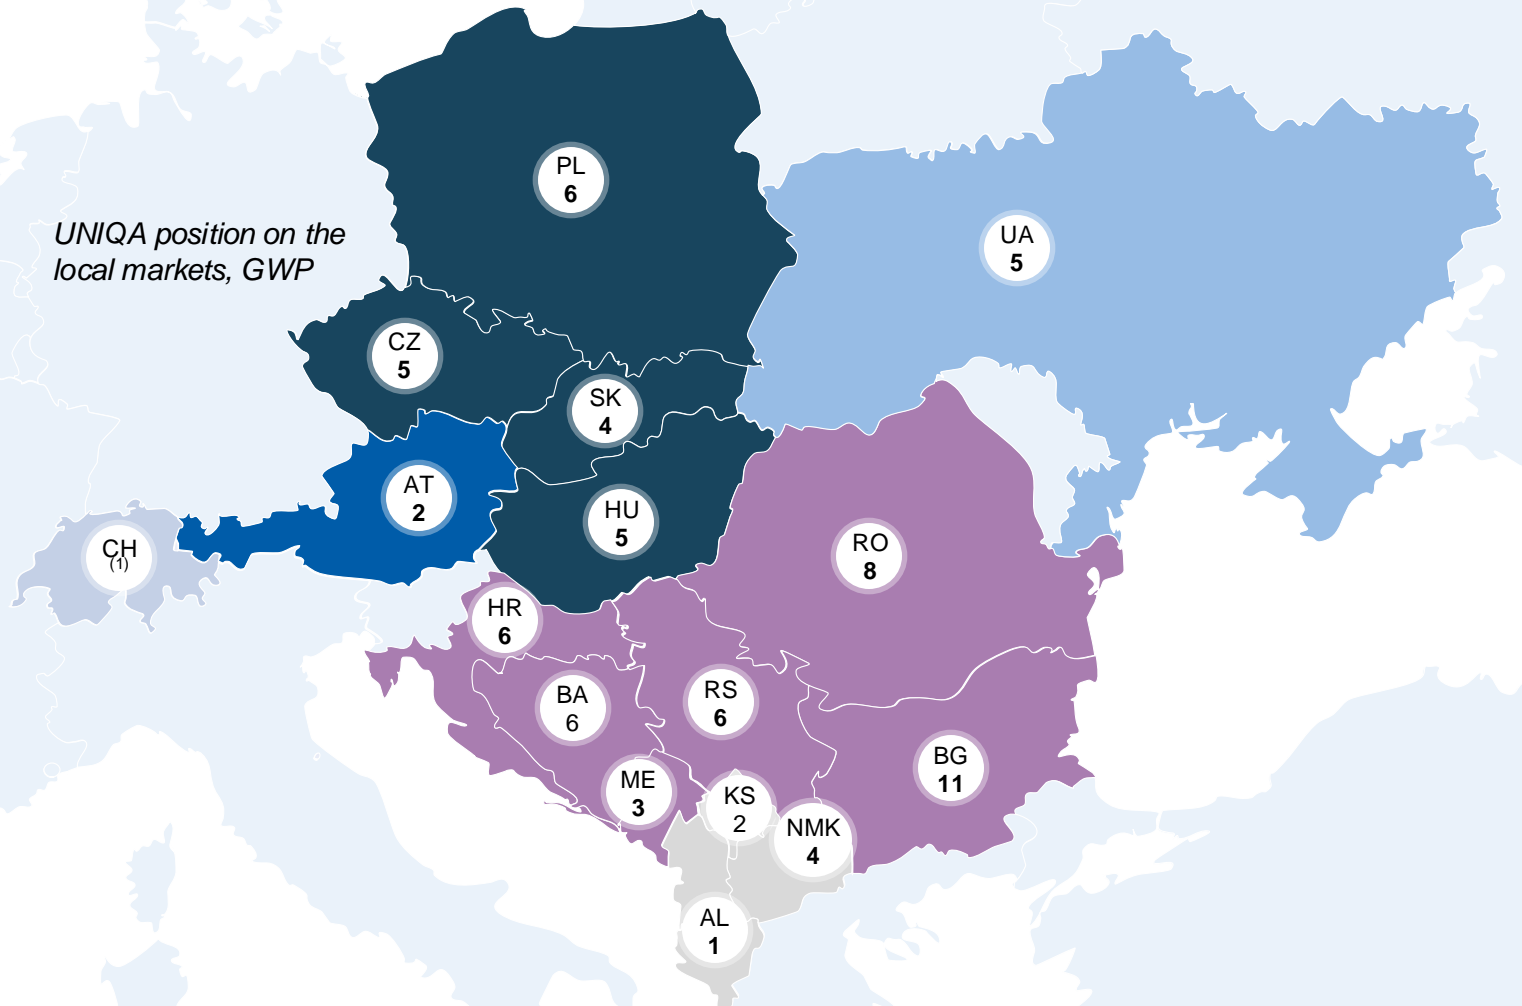 PL
6
UNIQA position on the
local markets, GWP
UA
5
CZ
5
SK
4
AT
2
HU
5
CH
(1)
RO
8
HR
6
BA
6
RS
6
BG
11
ME
3
KS
2
NMK
4
AL
1